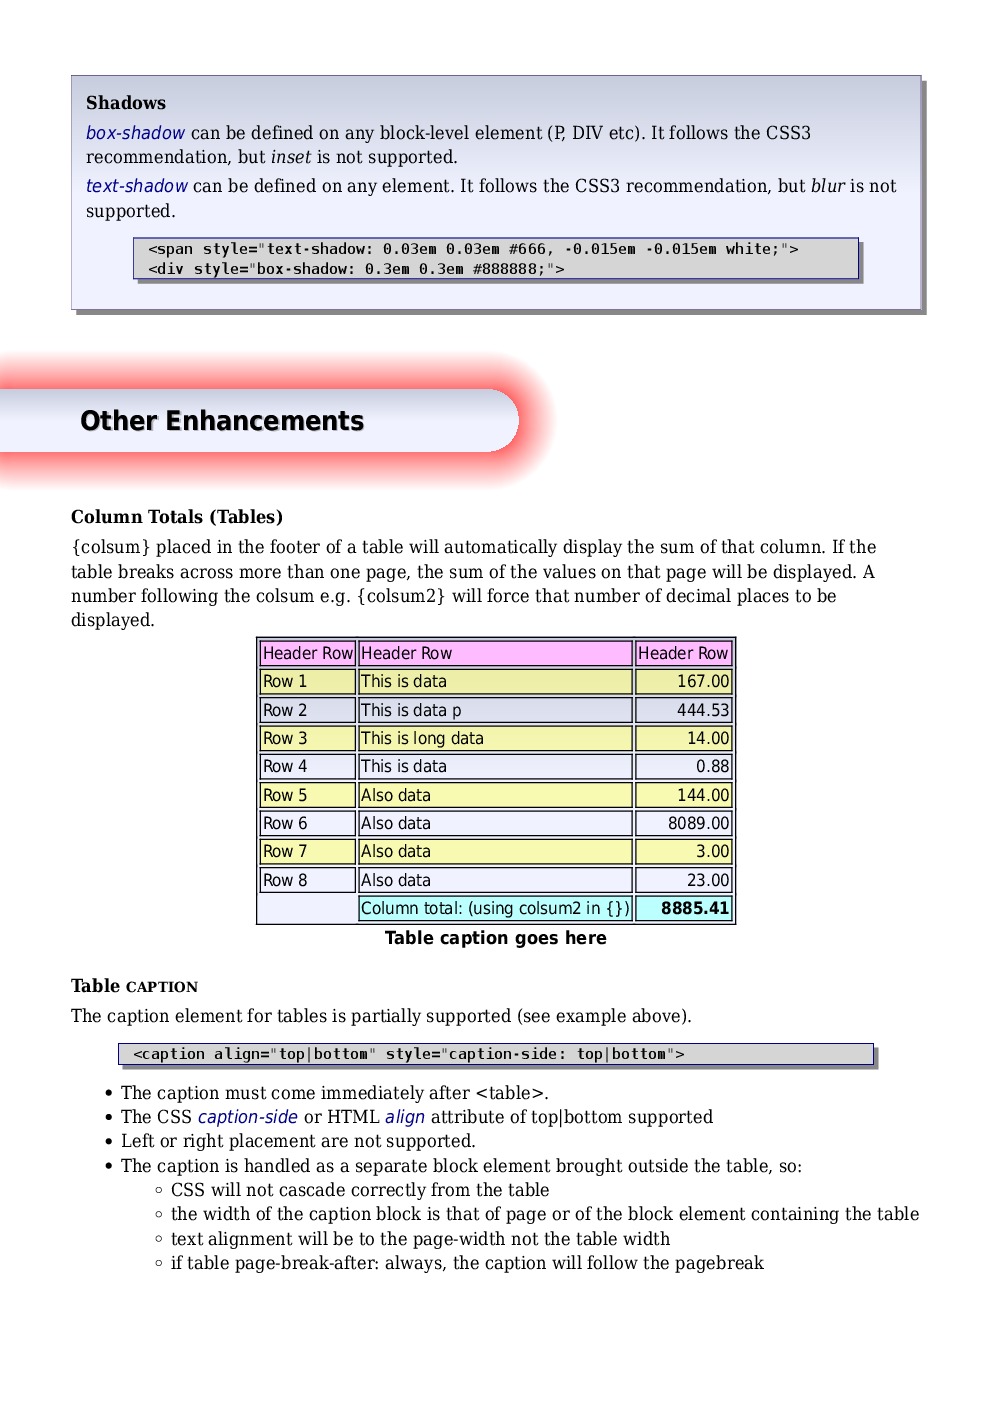 Shadows
box-shadow can be defined on any block-level element (P, DIV etc). It follows the CSS3
recommendation, but inset is not supported.
text-shadow can be defined on any element. It follows the CSS3 recommendation, but blur is not
supported.
<span style="text-shadow: 0.03em 0.03em #666, -0.015em -0.015em white;">
<div style="box-shadow: 0.3em 0.3em #888888;">
Other Enhancements
Column Totals (Tables)
{colsum} placed in the footer of a table will automatically display the sum of that column. If the
table breaks across more than one page, the sum of the values on that page will be displayed. A
number following the colsum e.g. {colsum2} will force that number of decimal places to be
displayed.
Header Row Header Row Header Row
Row 1 This is data 167.00
Row 2 This is data p 444.53
Row 3 This is long data 14.00
Row 4 This is data 0.88
Row 5 Also data 144.00
Row 6 Also data 8089.00
Row 7 Also data 3.00
Row 8 Also data 23.00
Column total: (using colsum2 in {}) 8885.41
Table caption goes here
Table CAPTION
The caption element for tables is partially supported (see example above).
<caption align="top|bottom" style="caption-side: top|bottom">
• The caption must come immediately after <table>.
• The CSS caption-side or HTML align attribute of top|bottom supported
• Left or right placement are not supported.
• The caption is handled as a separate block element brought outside the table, so:
◦ CSS will not cascade correctly from the table
◦ the width of the caption block is that of page or of the block element containing the table
◦ text alignment will be to the page-width not the table width
◦ if table page-break-after: always, the caption will follow the pagebreak